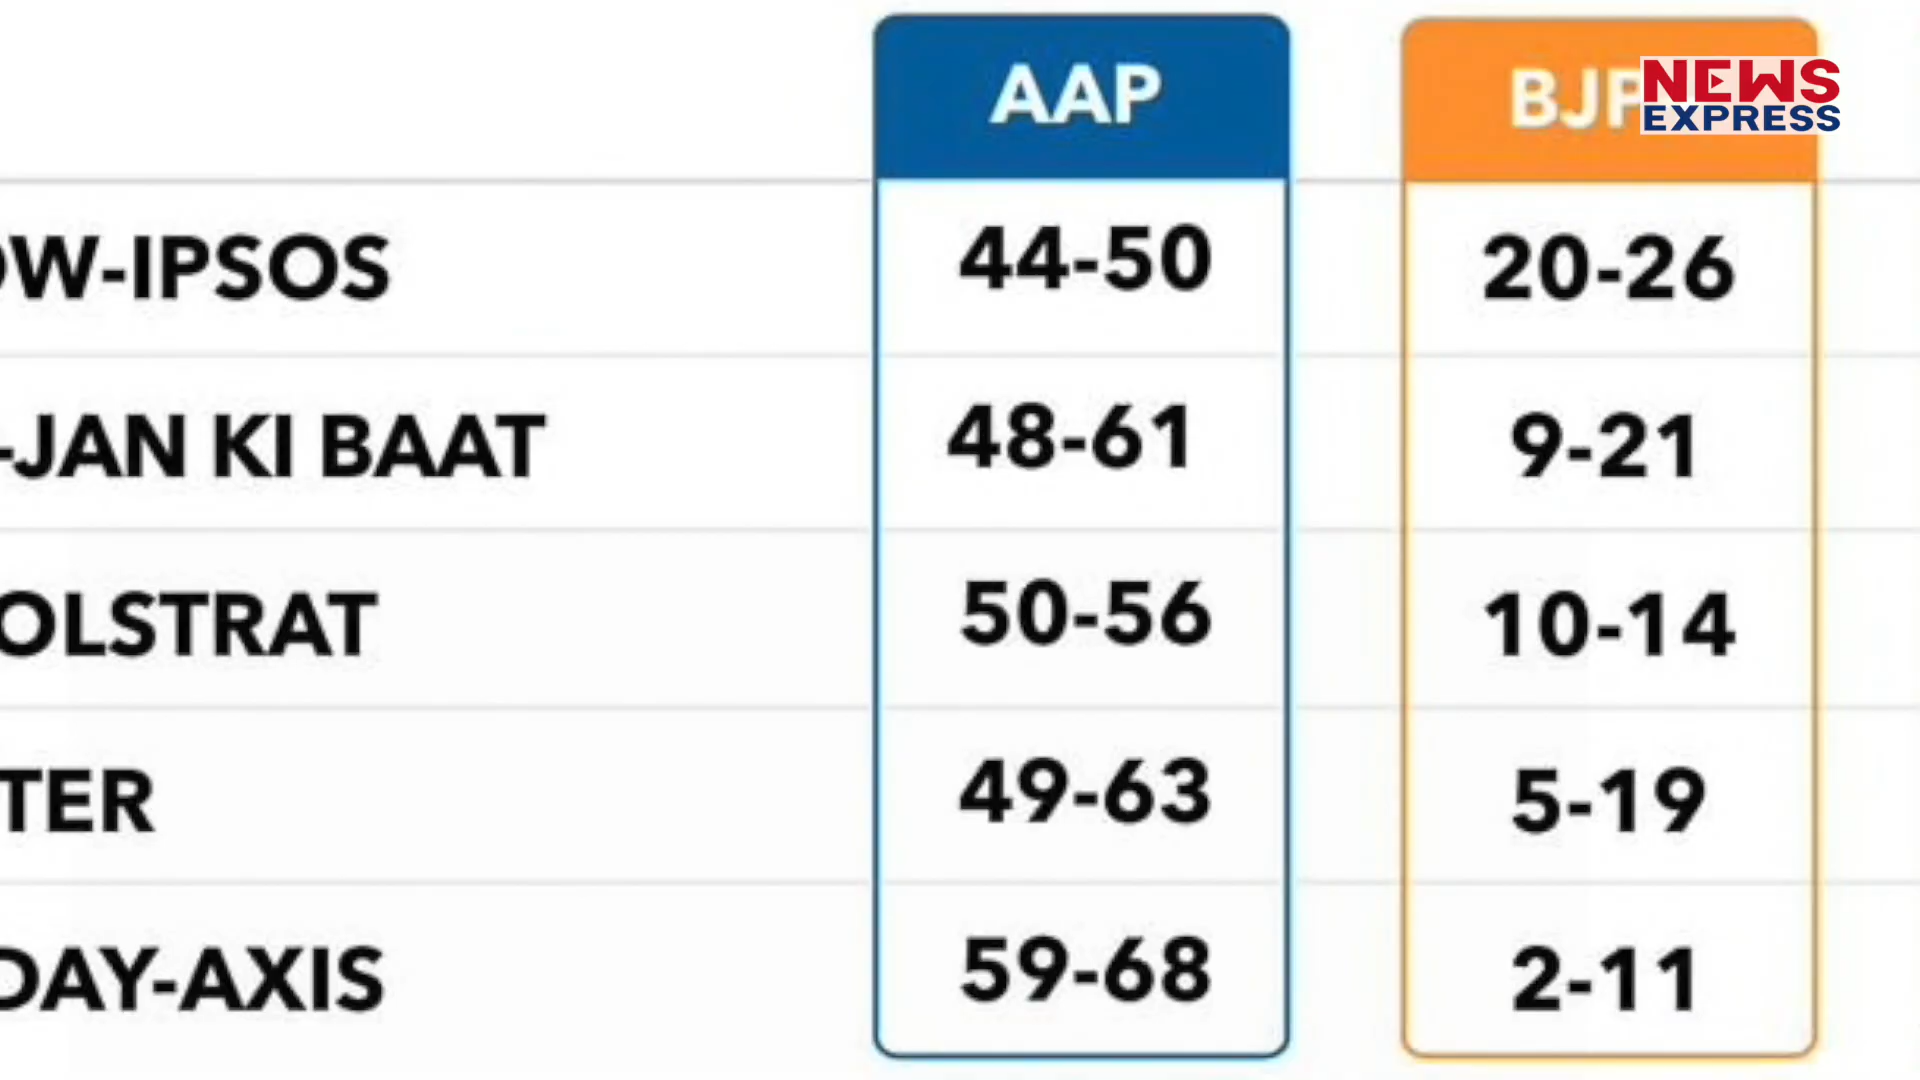 AAP BJP
NEWS
EXPRESS
OW-IPSOS 44-50 20-26
-JAN KI BAAT 48-61 9-21
OLSTRAT 50-56 10-14
TER 49-63 5-19
DAY-AXIS 59-68 2-11